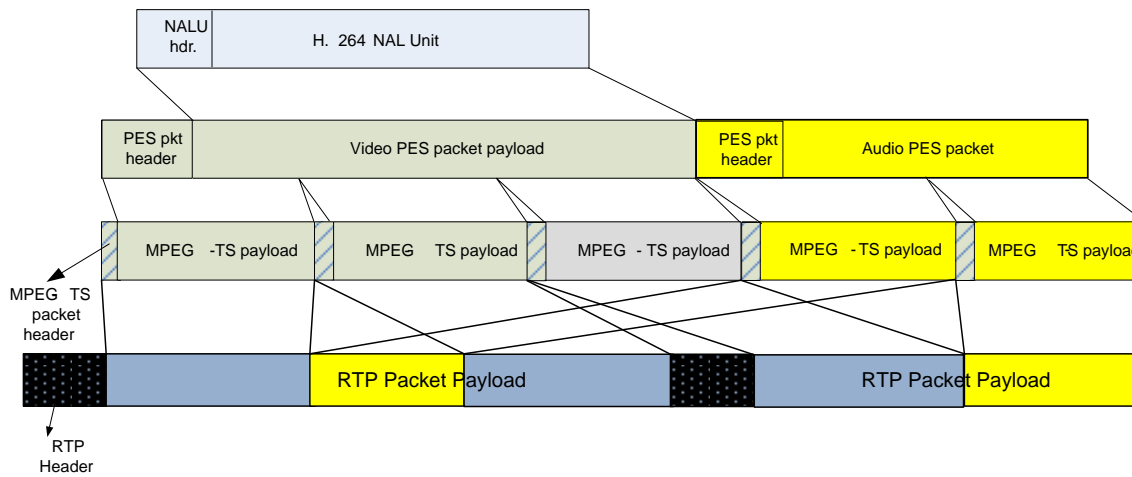 NALU
hdr.
H. 264 NAL Unit
PES pkt
header
Video PES packet payload
PES pkt
header
Audio PES packet
MPEG -TS payload
MPEG TS payload
MPEG - TS payload
MPEG - TS payload
MPEG TS payload
MPEG TS
packet
header
RTP Packet Payload
RTP Packet Payload
RTP
Header